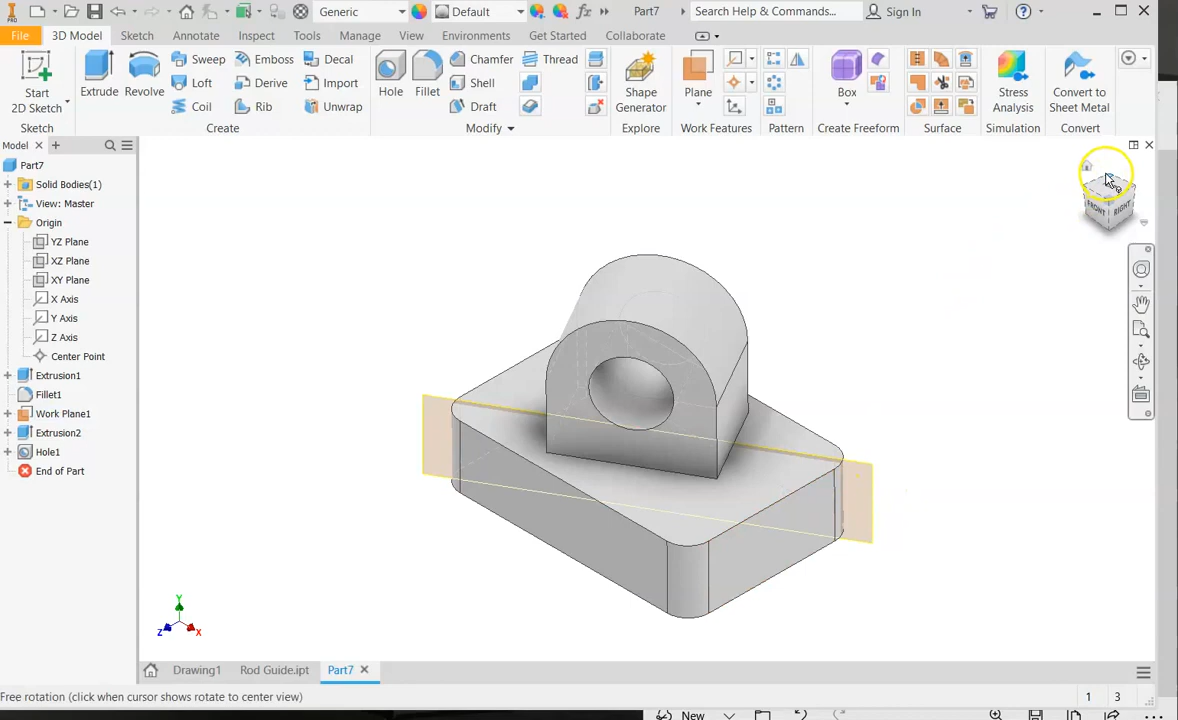 Generic Default fx Part7 Search Help & Commands... Sign In
PRO
File 3D Model Sketch Annotate Inspect Tools Manage View Environments Get Started Collaborate
Start 2D Sketch
Extrude
Revolve
Sweep Emboss Decal
Loft Derive Import
Coil Rib Unwrap
Hole
Fillet
Chamfer Thread
Shell
Draft
Shape Generator
Plane
Box
Stress Analysis
Convert to Sheet Metal
Sketch Create Modify Explore Work Features Pattern Create Freeform Surface Simulation Convert
Model
Part7
Solid Bodies(1)
View: Master
Origin
YZ Plane
XZ Plane
XY Plane
X Axis
Y Axis
Z Axis
Center Point
Extrusion1
Fillet1
Work Plane1
Extrusion2
Hole1
End of Part
FRONT RIGHT
Y
Z X
Drawing1 Rod Guide.ipt Part7
Free rotation (click when cursor shows rotate to center view) 1 3
New